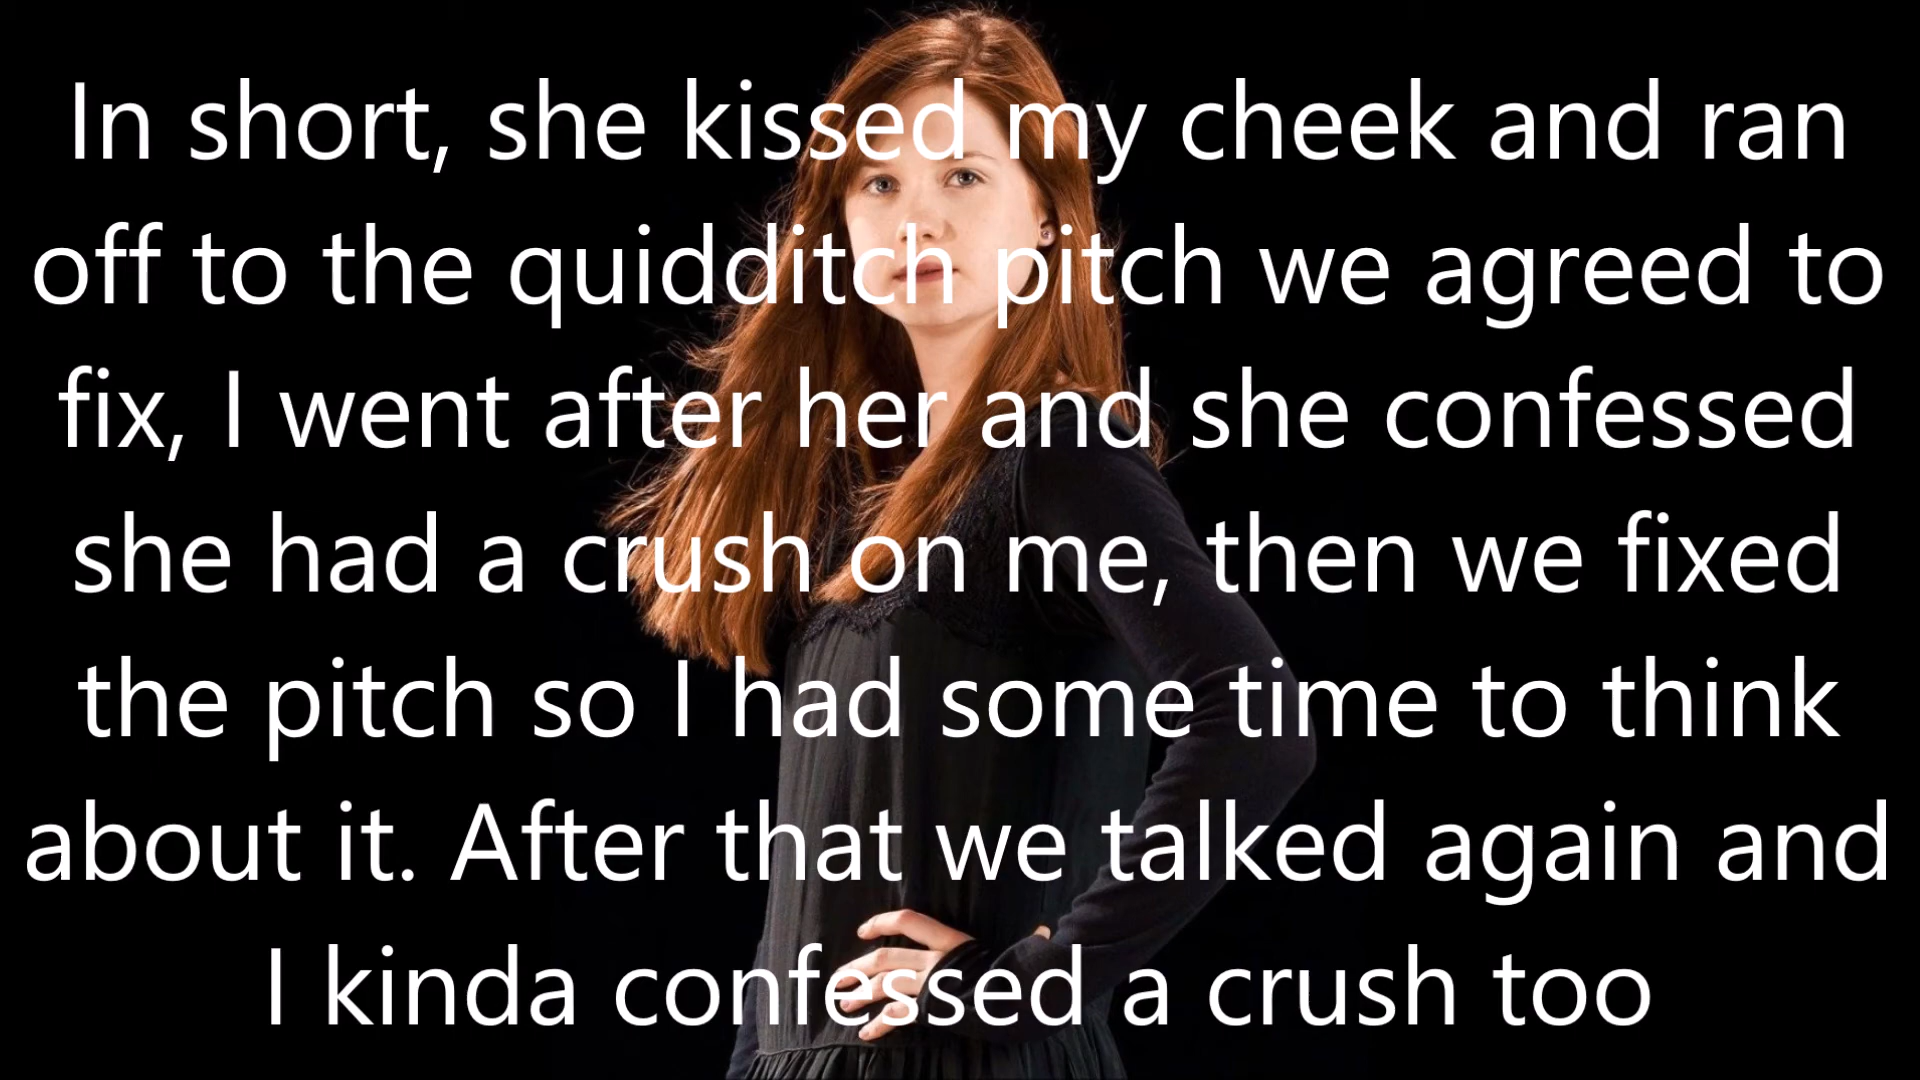 In short, she kissed my cheek and ran
off to the quidditch pitch we agreed to
fix, I went after her and she confessed
she had a crush on me, then we fixed
the pitch so I had some time to think
about it. After that we talked again and
I kinda confessed a crush too